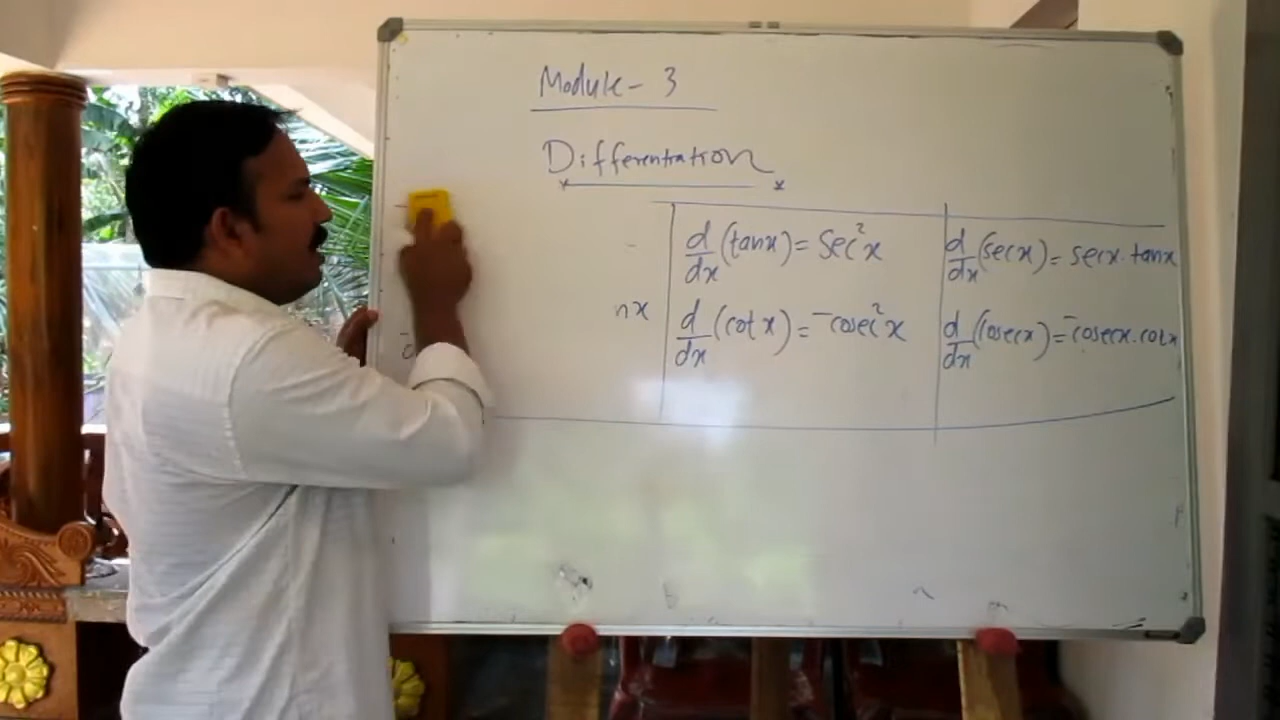 Module - 3
Differentiation
d/dx (tanx) = Sec²x
d/dx (secx) = secx. tanx
nx
d/dx (cot x) = -cosec²x
d/dx (cosecx) = -cosecx. cotx